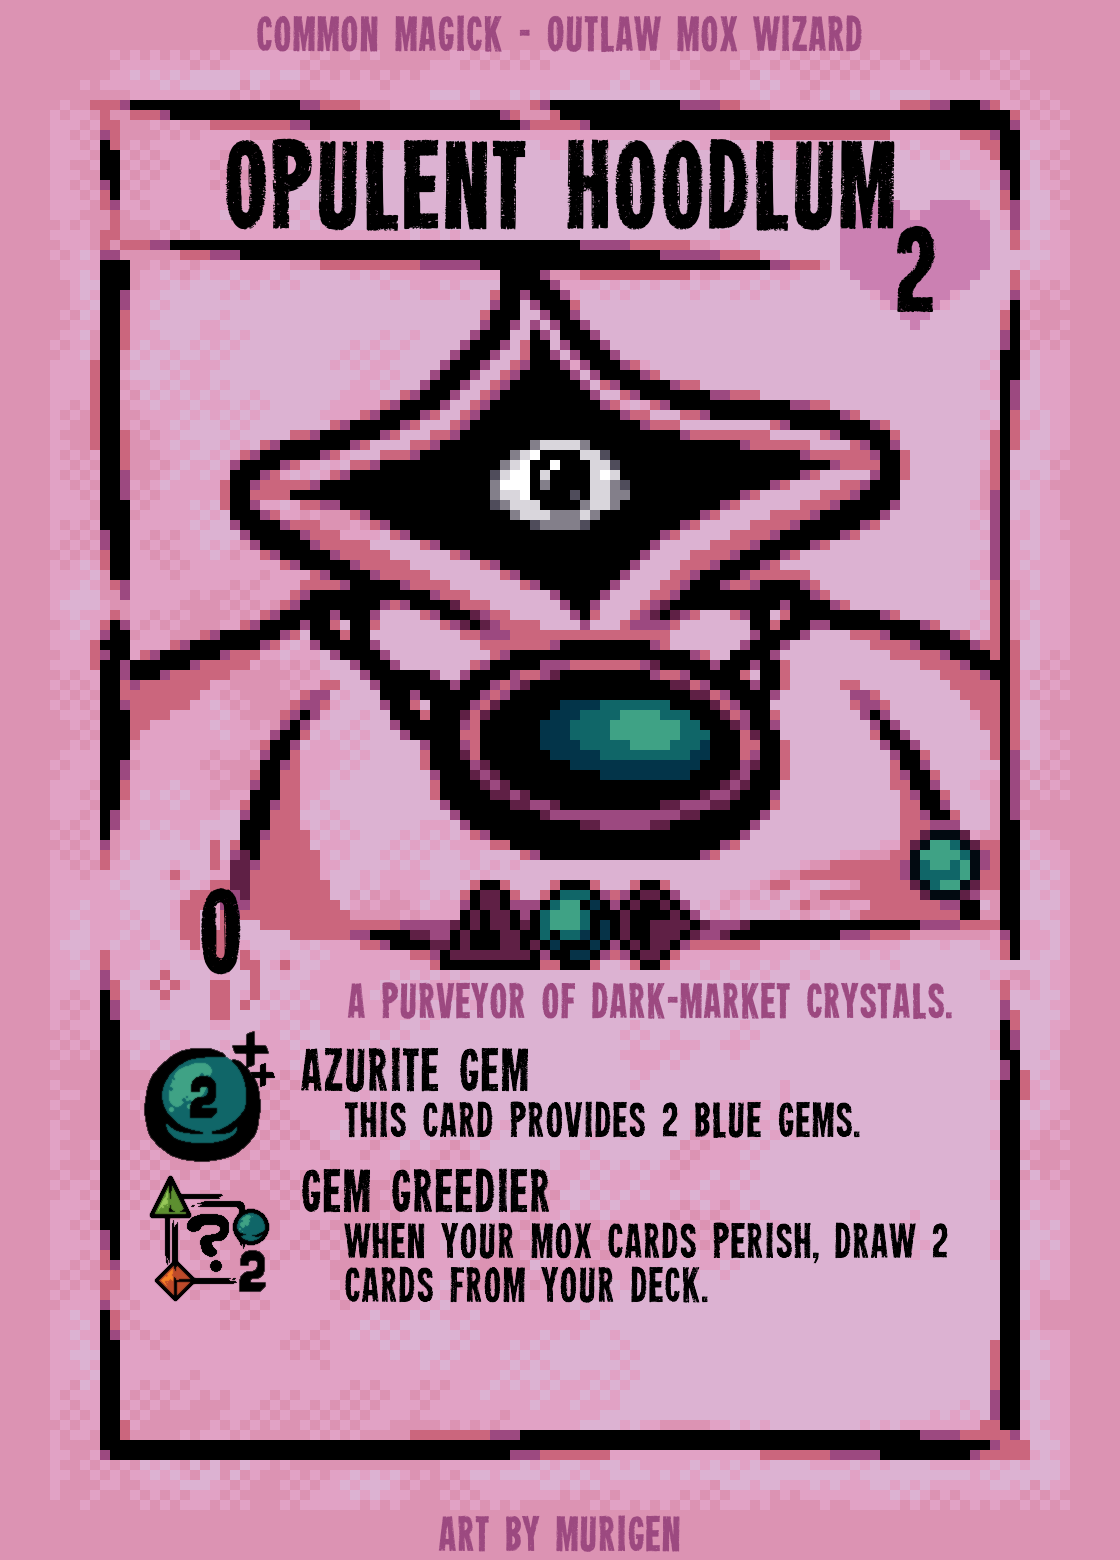 COMMON MAGICK - OUTLAW MOX WIZARD
OPULENT HOODLUM
2
0
A PURVEYOR OF DARK-MARKET CRYSTALS.
2
AZURITE GEM
THIS CARD PROVIDES 2 BLUE GEMS.
?
2
GEM GREEDIER
WHEN YOUR MOX CARDS PERISH, DRAW 2
CARDS FROM YOUR DECK.
ART BY MURIGEN